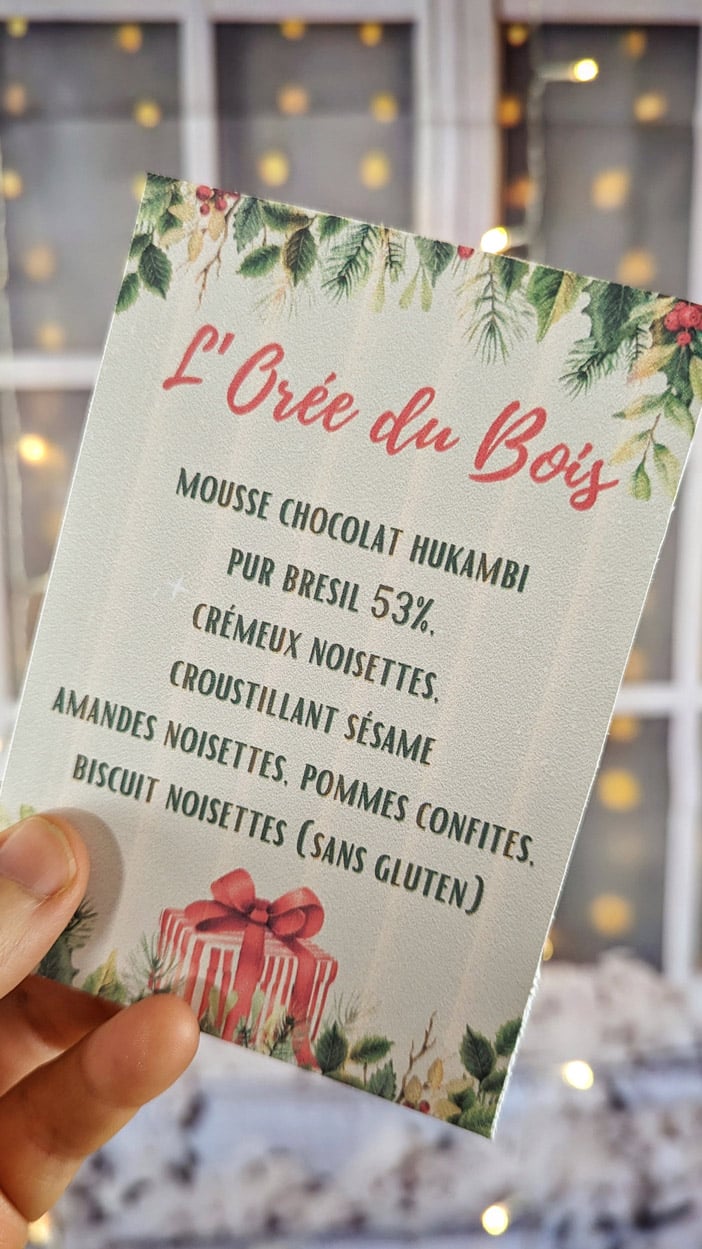 L'Orée du Bois
MOUSSE CHOCOLAT HUKAMBI
PUR BRESIL 53%,
CRÉMEUX NOISETTES,
CROUSTILLANT SÉSAME
AMANDES NOISETTES, POMMES CONFITES,
BISCUIT NOISETTES (SANS GLUTEN)